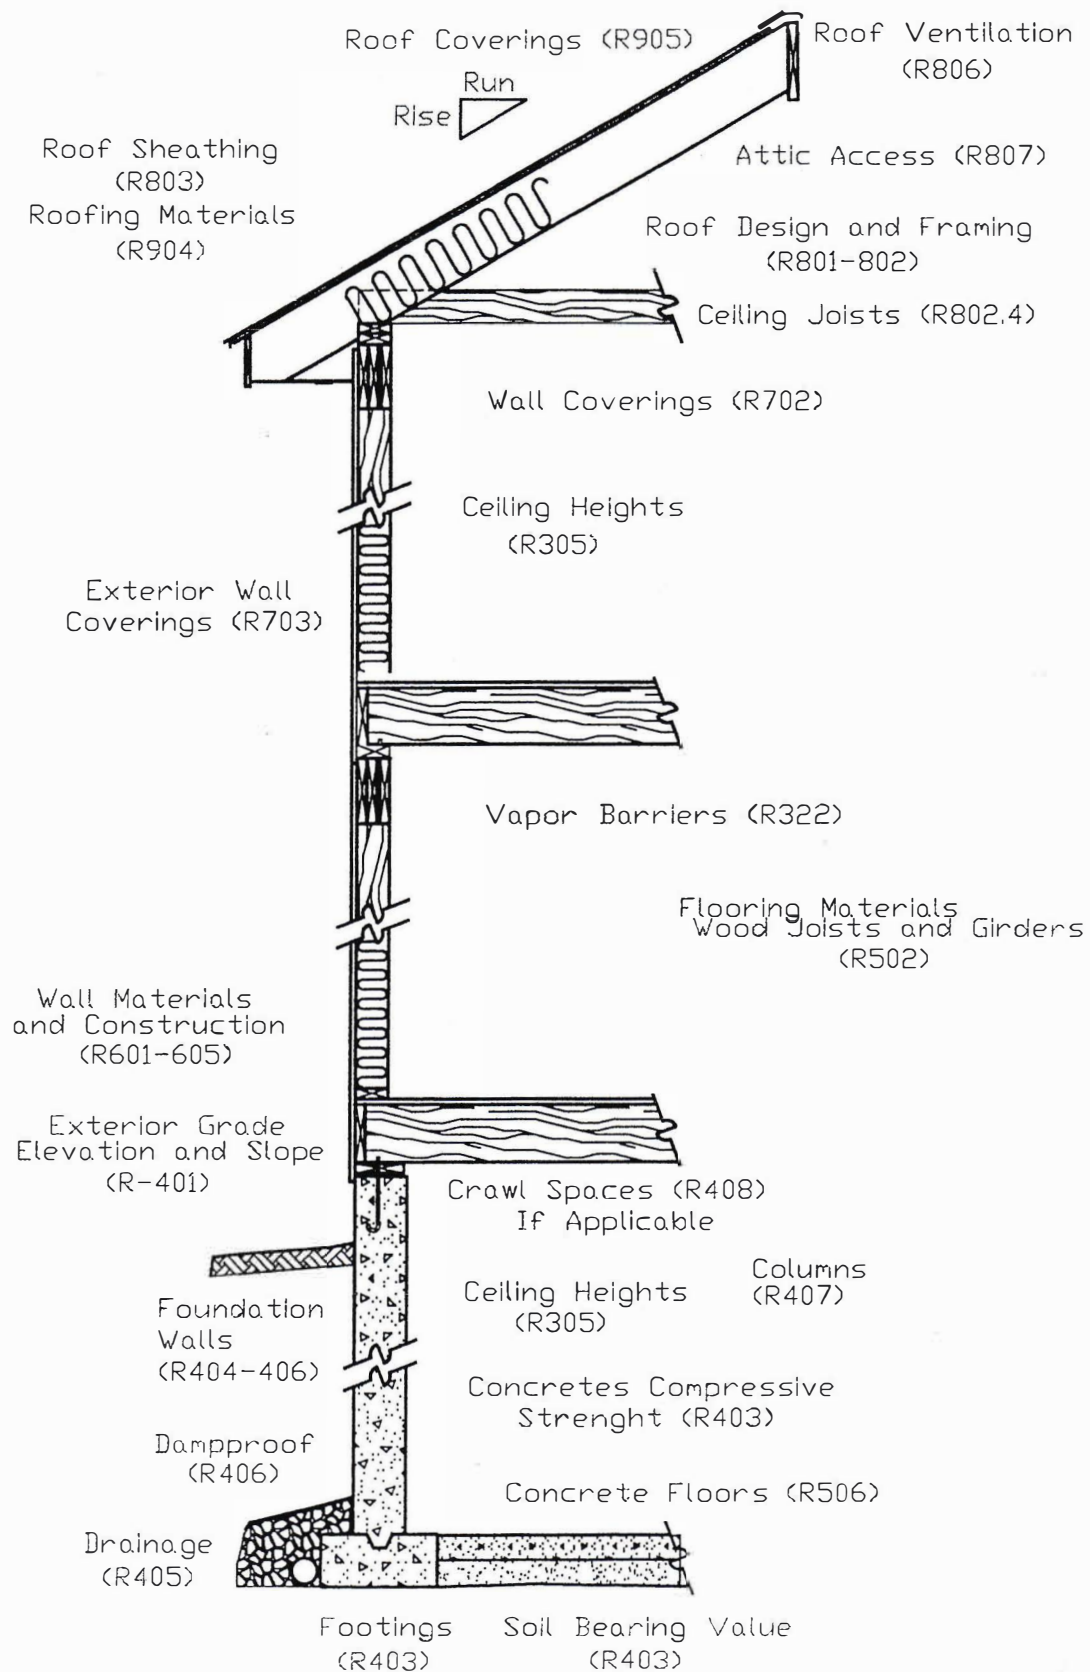 Roof Coverings (R905)
Roof Ventilation
(R806)
Run
Rise
Roof Sheathing
(R803)
Roofing Materials
(R904)
Attic Access (R807)
Roof Design and Framing
(R801-802)
Ceiling Joists (R802.4)
Wall Coverings (R702)
Ceiling Heights
(R305)
Exterior Wall
Coverings (R703)
Vapor Barriers (R322)
Flooring Materials
Wood Joists and Girders
(R502)
Wall Materials
and Construction
(R601-605)
Exterior Grade
Elevation and Slope
(R-401)
Crawl Spaces (R408)
If Applicable
Ceiling Heights
(R305)
Columns
(R407)
Foundation
Walls
(R404-406)
Concretes Compressive
Strenght (R403)
Dampproof
(R406)
Concrete Floors (R506)
Drainage
(R405)
Footings
(R403)
Soil Bearing Value
(R403)